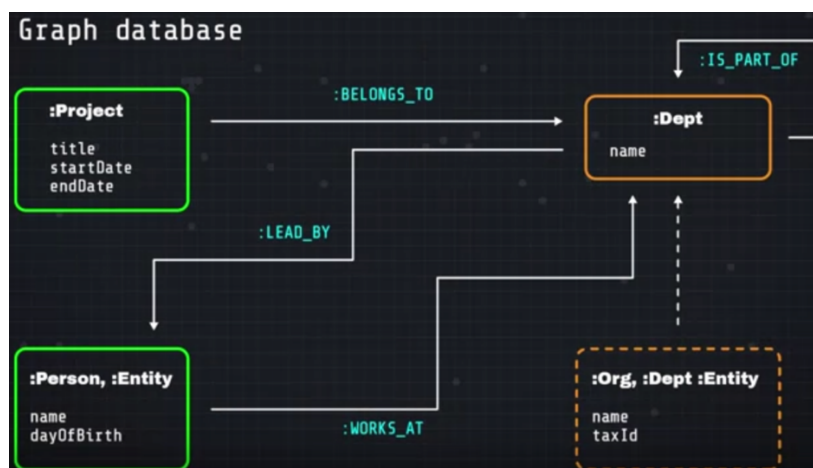 Graph database
:IS_PART_OF
:BELONGS_TO
:Project
title
startDate
endDate
:Dept
name
:LEAD_BY
:Person, :Entity
name
dayOfBirth
:WORKS_AT
:Org, :Dept :Entity
name
taxId